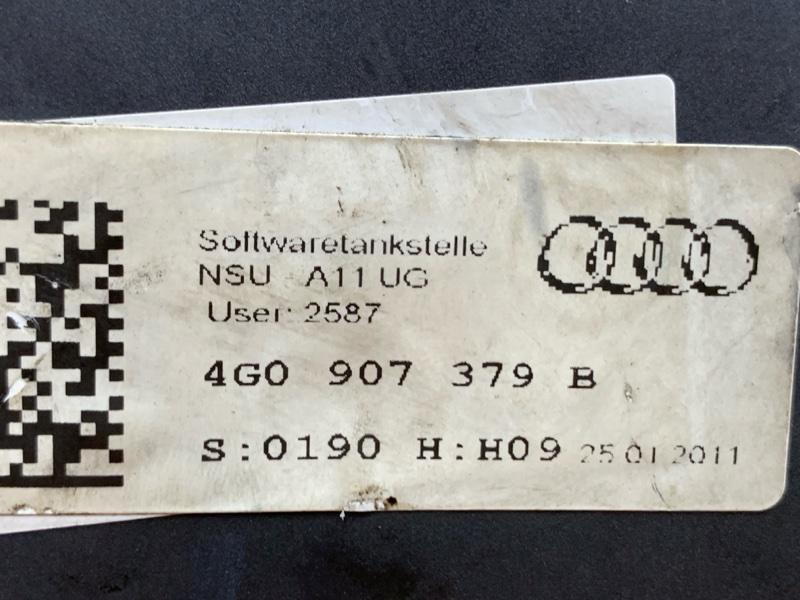 Softwaretankstelle
NSU - A11 UG
User: 2587
4G0 907 379 B
S:0190 H:H09 25.01.2011